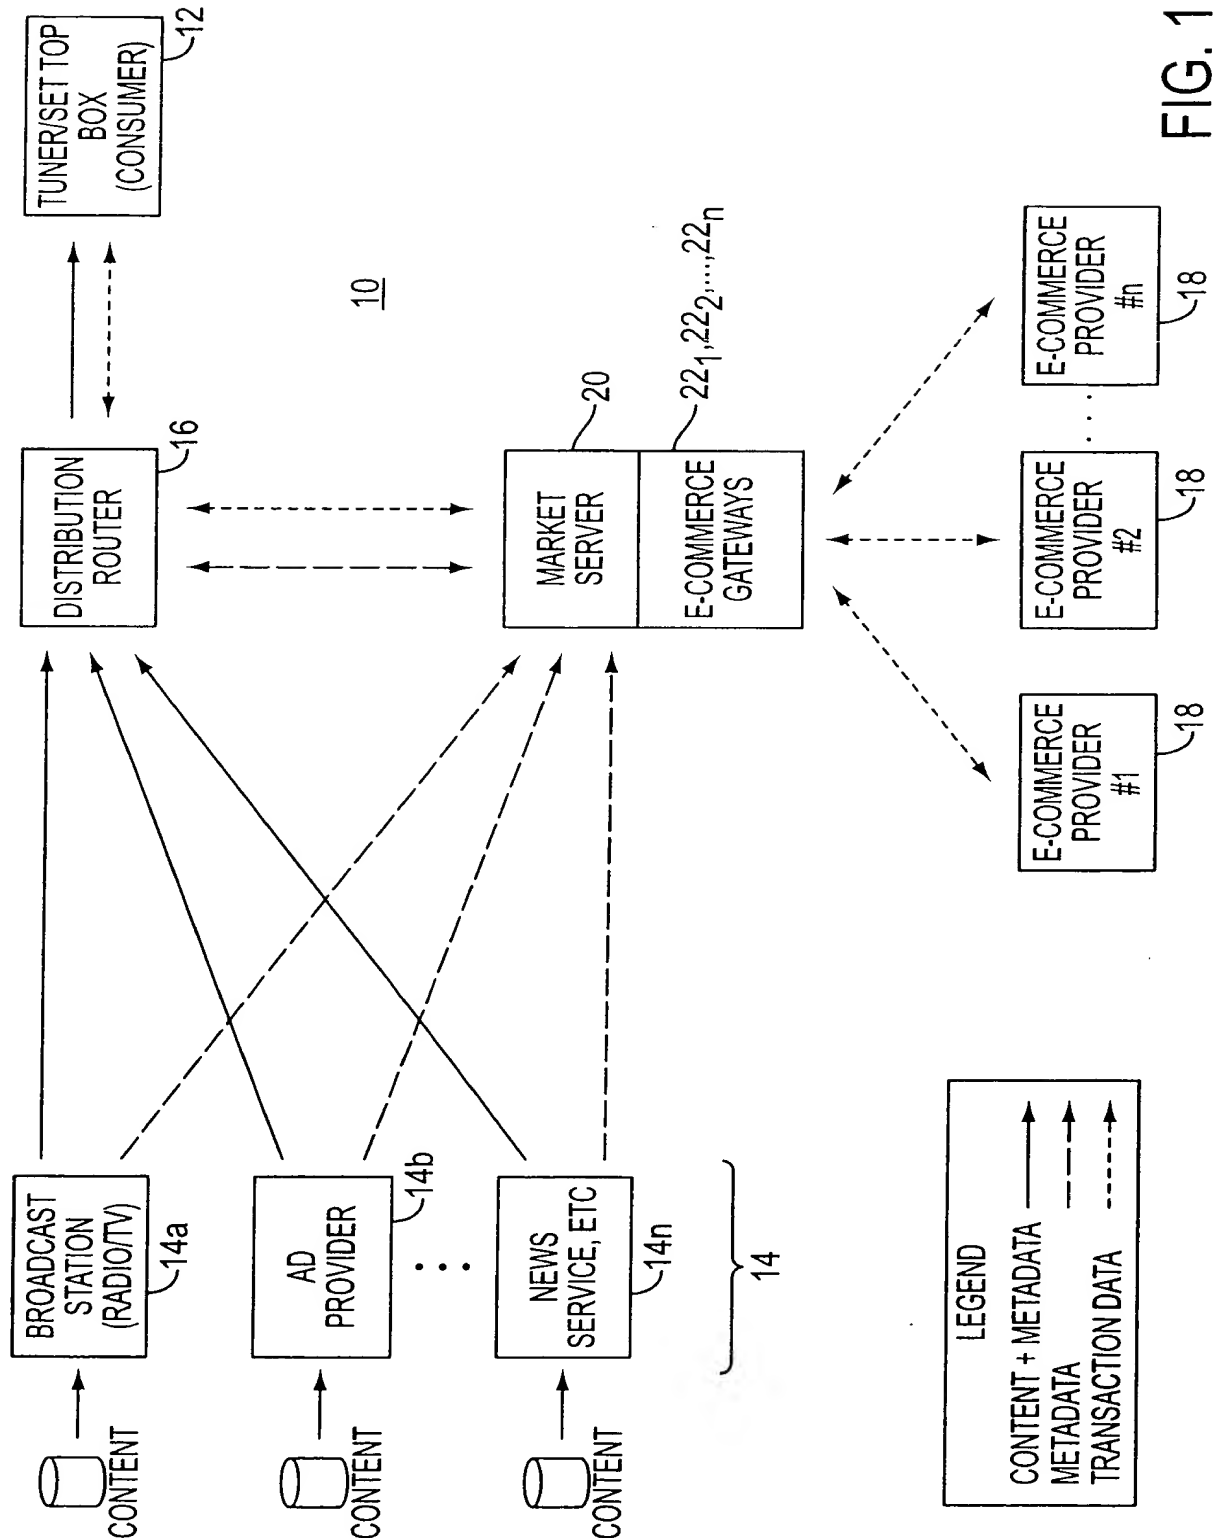 CONTENT
BROADCAST
STATION
(RADIO/TV)
14a
CONTENT
AD
PROVIDER
14b
CONTENT
NEWS
SERVICE, ETC
14n
14
DISTRIBUTION
ROUTER
16
TUNER/SET TOP
BOX
(CONSUMER)
12
10
MARKET
SERVER
20
E-COMMERCE
GATEWAYS
22₁,22₂,...,22ₙ
E-COMMERCE
PROVIDER
#1
18
E-COMMERCE
PROVIDER
#2
18
E-COMMERCE
PROVIDER
#n
18
LEGEND
CONTENT + METADATA
METADATA
TRANSACTION DATA
FIG. 1